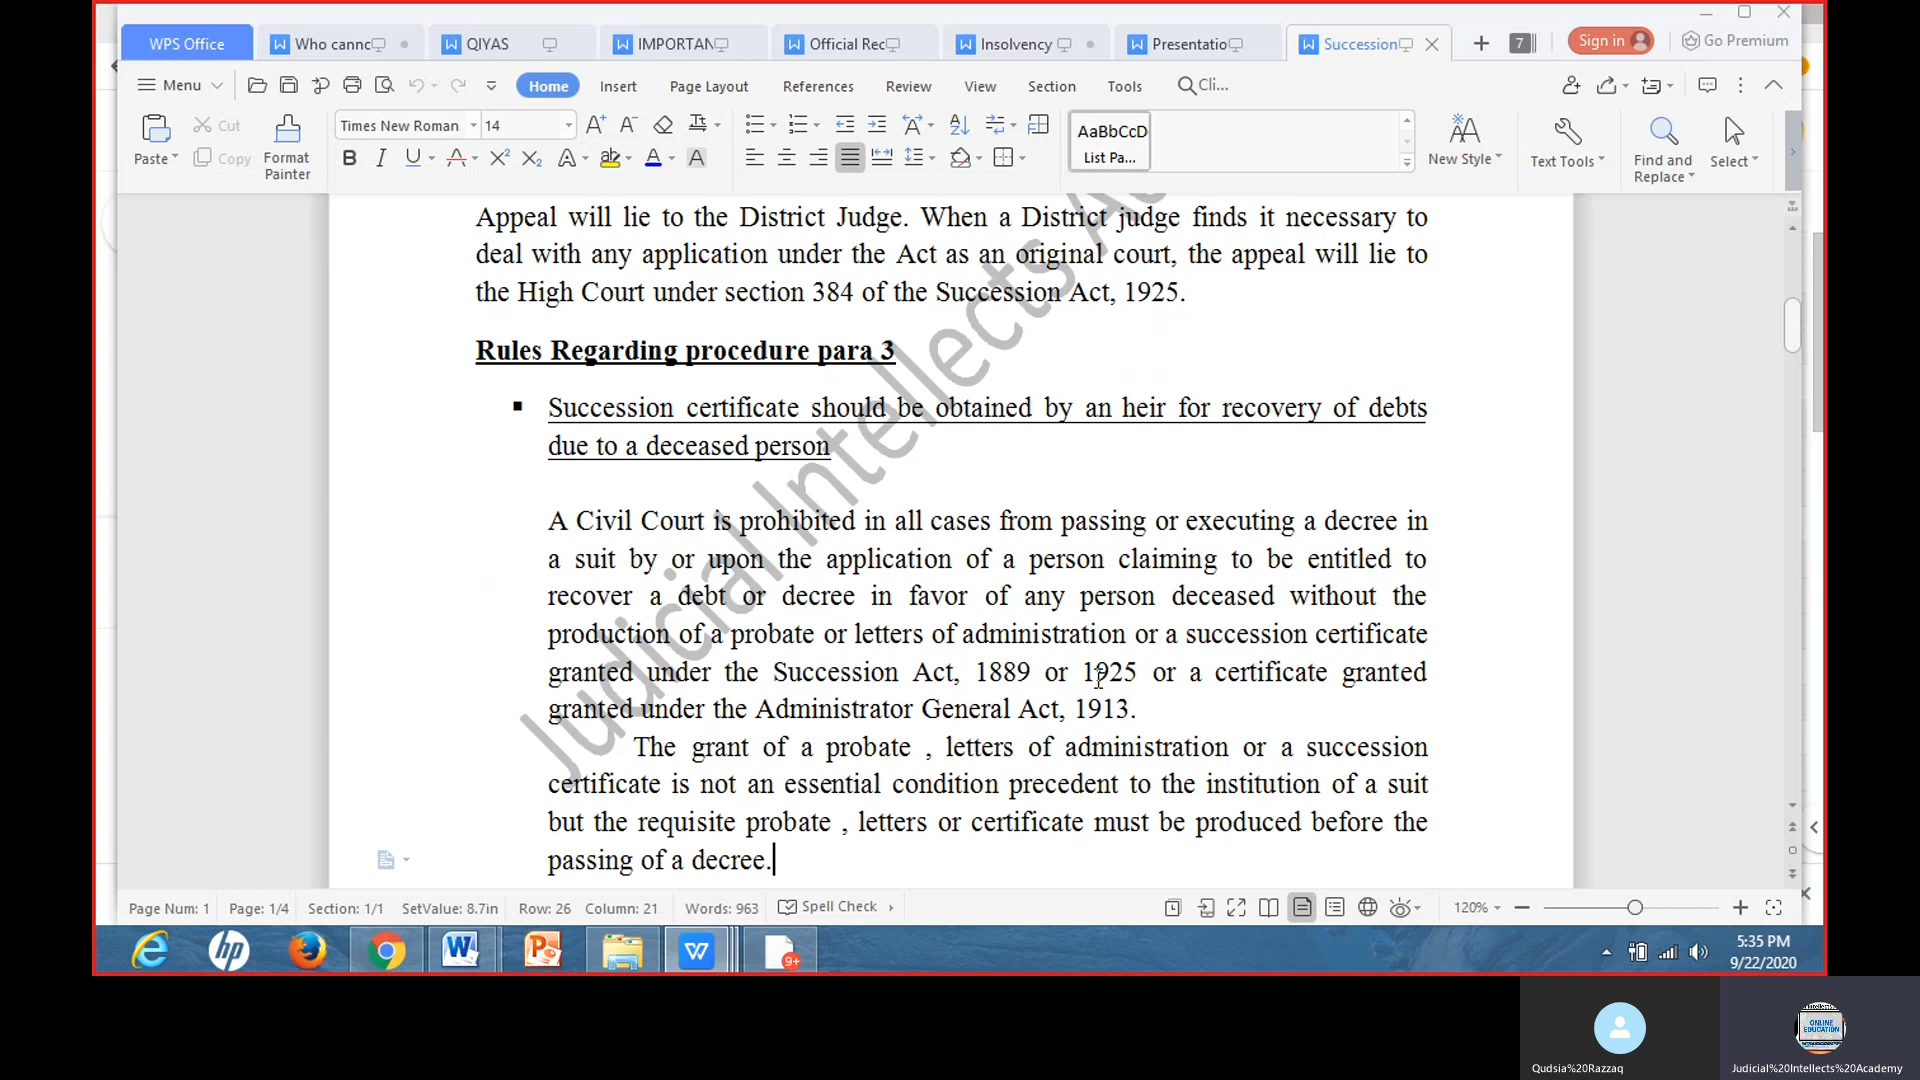 WPS Office
Who cannc
QIYAS
IMPORTAN
Official Rec
Insolvency
Presentatio
Succession
7
Sign in
Go Premium
Menu
Home
Insert
Page Layout
References
Review
View
Section
Tools
Cli...
Paste
Cut
Copy
Format Painter
Times New Roman
14
AaBbCcD
List Pa...
New Style
Text Tools
Find and Replace
Select
Appeal will lie to the District Judge. When a District judge finds it necessary to
deal with any application under the Act as an original court, the appeal will lie to
the High Court under section 384 of the Succession Act, 1925.
Rules Regarding procedure para 3
▪ Succession certificate should be obtained by an heir for recovery of debts
due to a deceased person
A Civil Court is prohibited in all cases from passing or executing a decree in
a suit by or upon the application of a person claiming to be entitled to
recover a debt or decree in favor of any person deceased without the
production of a probate or letters of administration or a succession certificate
granted under the Succession Act, 1889 or 1925 or a certificate granted
granted under the Administrator General Act, 1913.
The grant of a probate , letters of administration or a succession
certificate is not an essential condition precedent to the institution of a suit
but the requisite probate , letters or certificate must be produced before the
passing of a decree.
Judicial Intellects Ac
Page Num: 1
Page: 1/4
Section: 1/1
SetValue: 8.7in
Row: 26
Column: 21
Words: 963
Spell Check
120%
9+
5:35 PM
9/22/2020
ONLINE
EDUCATION
Qudsia%20Razzaq
Judicial%20Intellects%20Academy